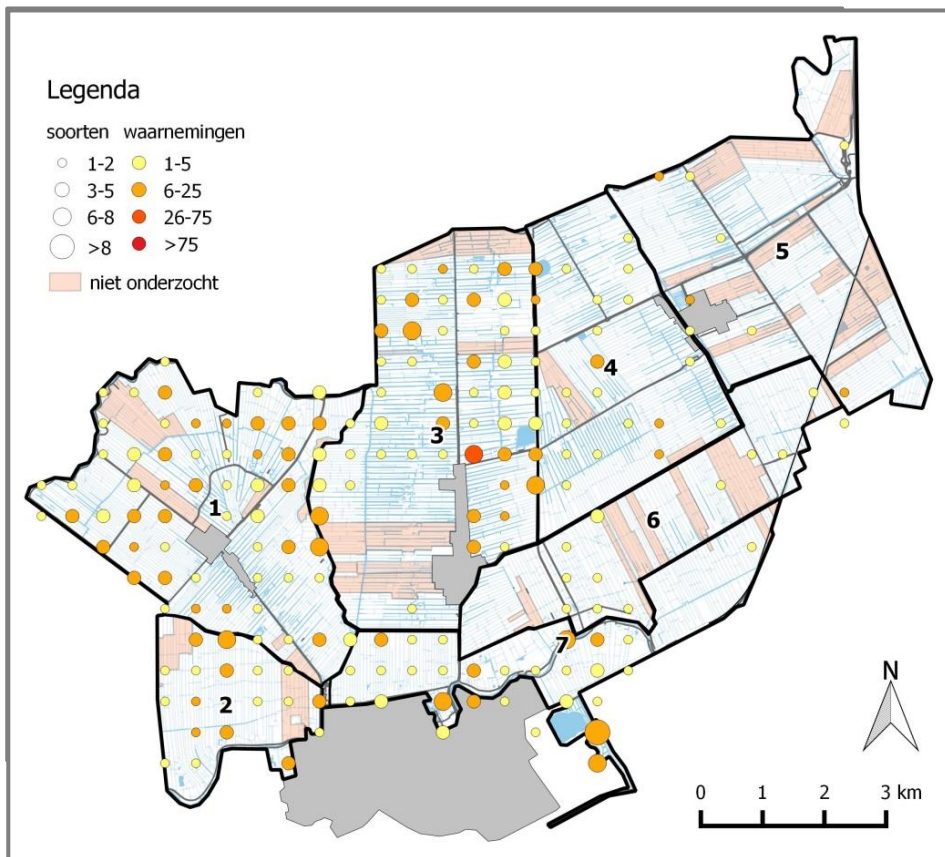 Legenda
soorten waarnemingen
1-2 1-5
3-5 6-25
6-8 26-75
>8 >75
niet onderzocht
5
4
3
1
6
7
2
N
0 1 2 3 km